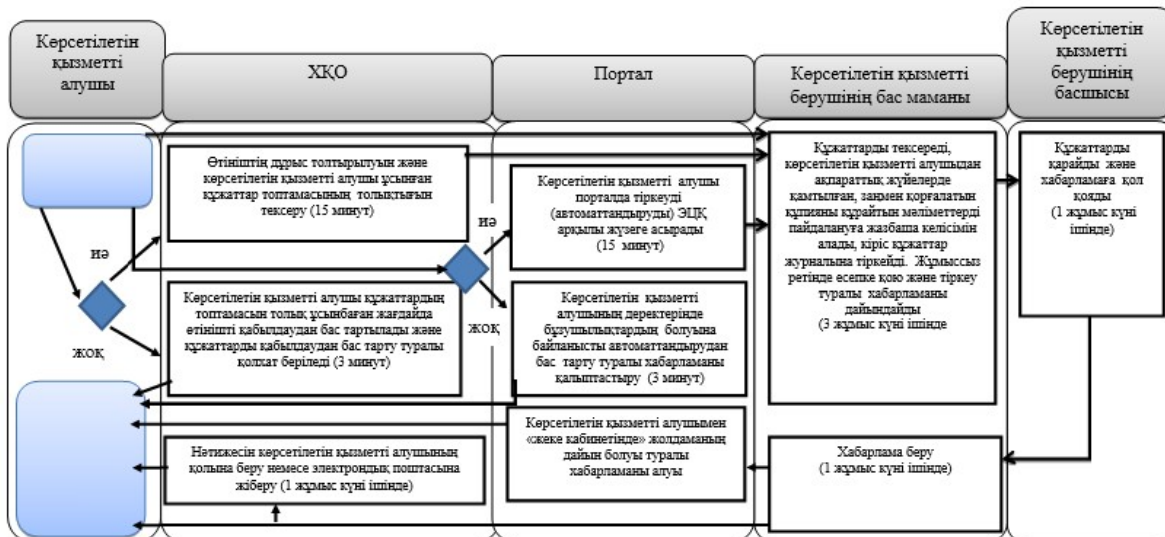 Көрсетілетін
қызметті
алушы
ХҚО
Портал
Көрсетілетін қызметті
берушінің бас маманы
Көрсетілетін
қызметті
берушінің
басшысы
Өтініштің дұрыс толтырылуын және
көрсетілетін қызметті алушы ұсынған
құжаттар топтамасының толықтығын
тексеру (15 минут)
Көрсетілетін қызметті алушы
порталда тіркеуді
(автоматтандыруды) ЭЦҚ
арқылы жүзеге асырады
(15 минут)
Құжаттарды тексереді,
көрсетілетін қызметті алушыдан
ақпараттық жүйелерде
қамтылған, заңмен қорғалатын
құпияны құрайтын мәліметтерді
пайдалануға жазбаша келісімін
алады, кіріс құжаттар
журналына тіркейді. Жұмыссыз
ретінде есепке қою және тіркеу
туралы хабарламаны
дайындайды
(3 жұмыс күні ішінде
Құжаттарды
қарайды және
хабарламаға қол
қояды
(1 жұмыс күні
ішінде)
иә
иә
жоқ
жоқ
Көрсетілетін қызметті алушы құжаттардың
топтамасын толық ұсынбаған жағдайда
өтінішті қабылдаудан бас тартылады және
құжаттарды қабылдаудан бас тарту туралы
қолхат беріледі (3 минут)
Көрсетілетін қызметті
алушының деректерінде
бұзушылықтардың болуына
байланысты автоматтандырудан
бас тарту туралы хабарламаны
қалыптастыру (3 минут)
Көрсетілетін қызметті алушымен
«жеке кабинетінде» жолдаманың
дайын болуы туралы
хабарламаны алуы
Нәтижесін көрсетілетін қызметті алушының
қолына беру немесе электрондық поштасына
жіберу (1 жұмыс күні ішінде)
Хабарлама беру
(1 жұмыс күні ішінде)